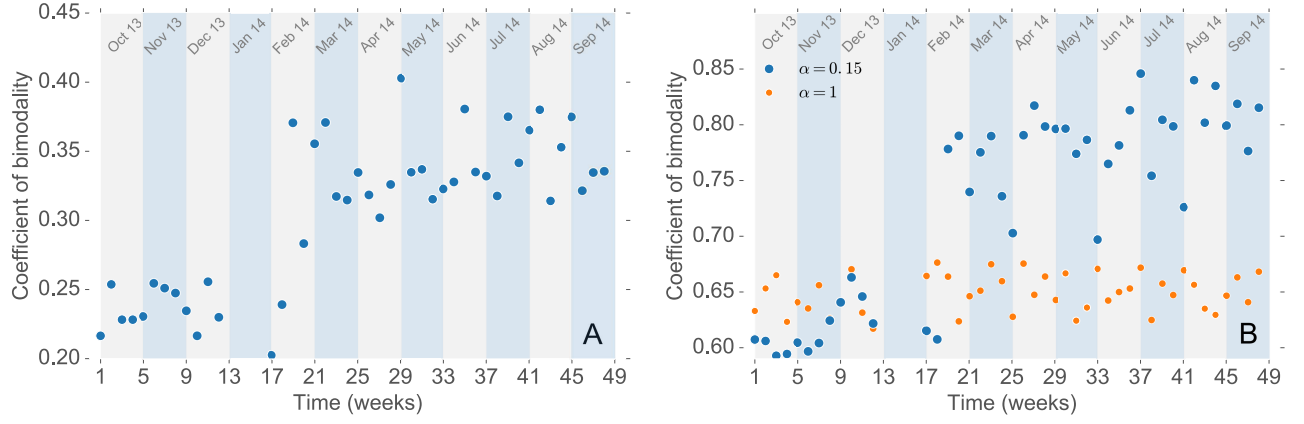 Oct 13 Nov 13 Dec 13 Jan 14 Feb 14 Mar 14 Apr 14 May 14 Jun 14 Jul 14 Aug 14 Sep 14
0.45
0.40
0.35
0.30
0.25
0.20
Coefficient of bimodality
A
1 5 9 13 17 21 25 29 33 37 41 45 49
Time (weeks)
Oct 13 Nov 13 Dec 13 Jan 14 Feb 14 Mar 14 Apr 14 May 14 Jun 14 Jul 14 Aug 14 Sep 14
α = 0.15
α = 1
0.85
0.80
0.75
0.70
0.65
0.60
Coefficient of bimodality
B
1 5 9 13 17 21 25 29 33 37 41 45 49
Time (weeks)